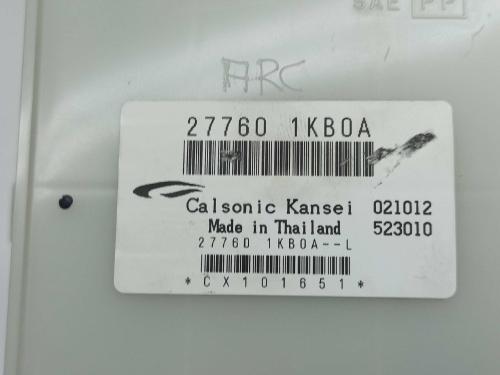 SAE PP
ARC
27760 1KB0A
Calsonic Kansei 021012
Made in Thailand 523010
27760 1KB0A--L
*CX101651*